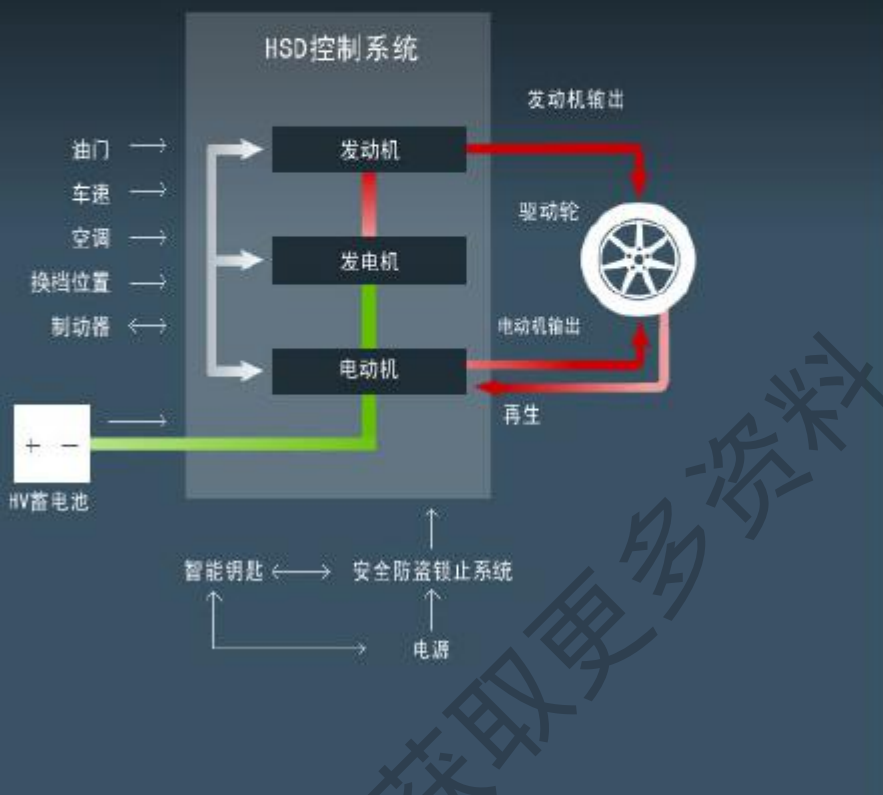 HSD控制系统
发动机输出
油门
发动机
车速
驱动轮
空调
发电机
换档位置
制动器
电动机输出
电动机
再生
+ -
HV蓄电池
智能钥匙
安全防盗锁止系统
电源
获取更多资料